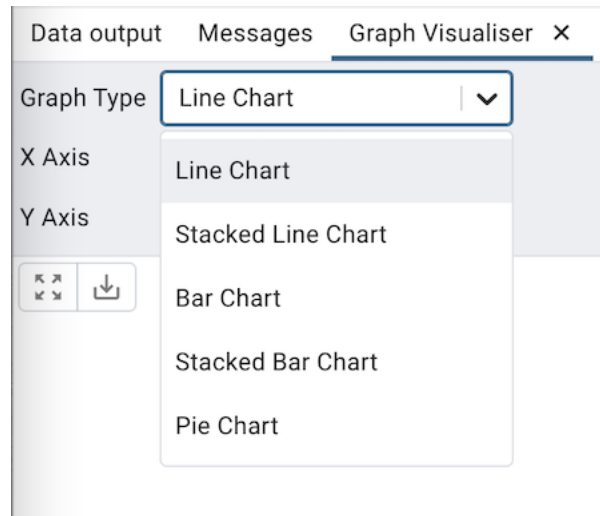 Data output Messages Graph Visualiser
Graph Type Line Chart
X Axis
Line Chart
Y Axis
Stacked Line Chart
Bar Chart
Stacked Bar Chart
Pie Chart